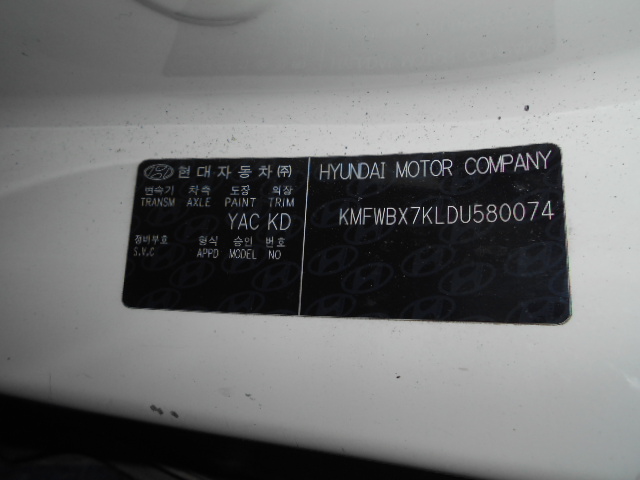 현대자동차㈜
변속기 차축 도장 외장
TRANSM AXLE PAINT TRIM
YAC KD
정비부호 형식 승인 번호
S.V.C APPD MODEL NO
HYUNDAI MOTOR COMPANY
KMFWBX7KLDU580074